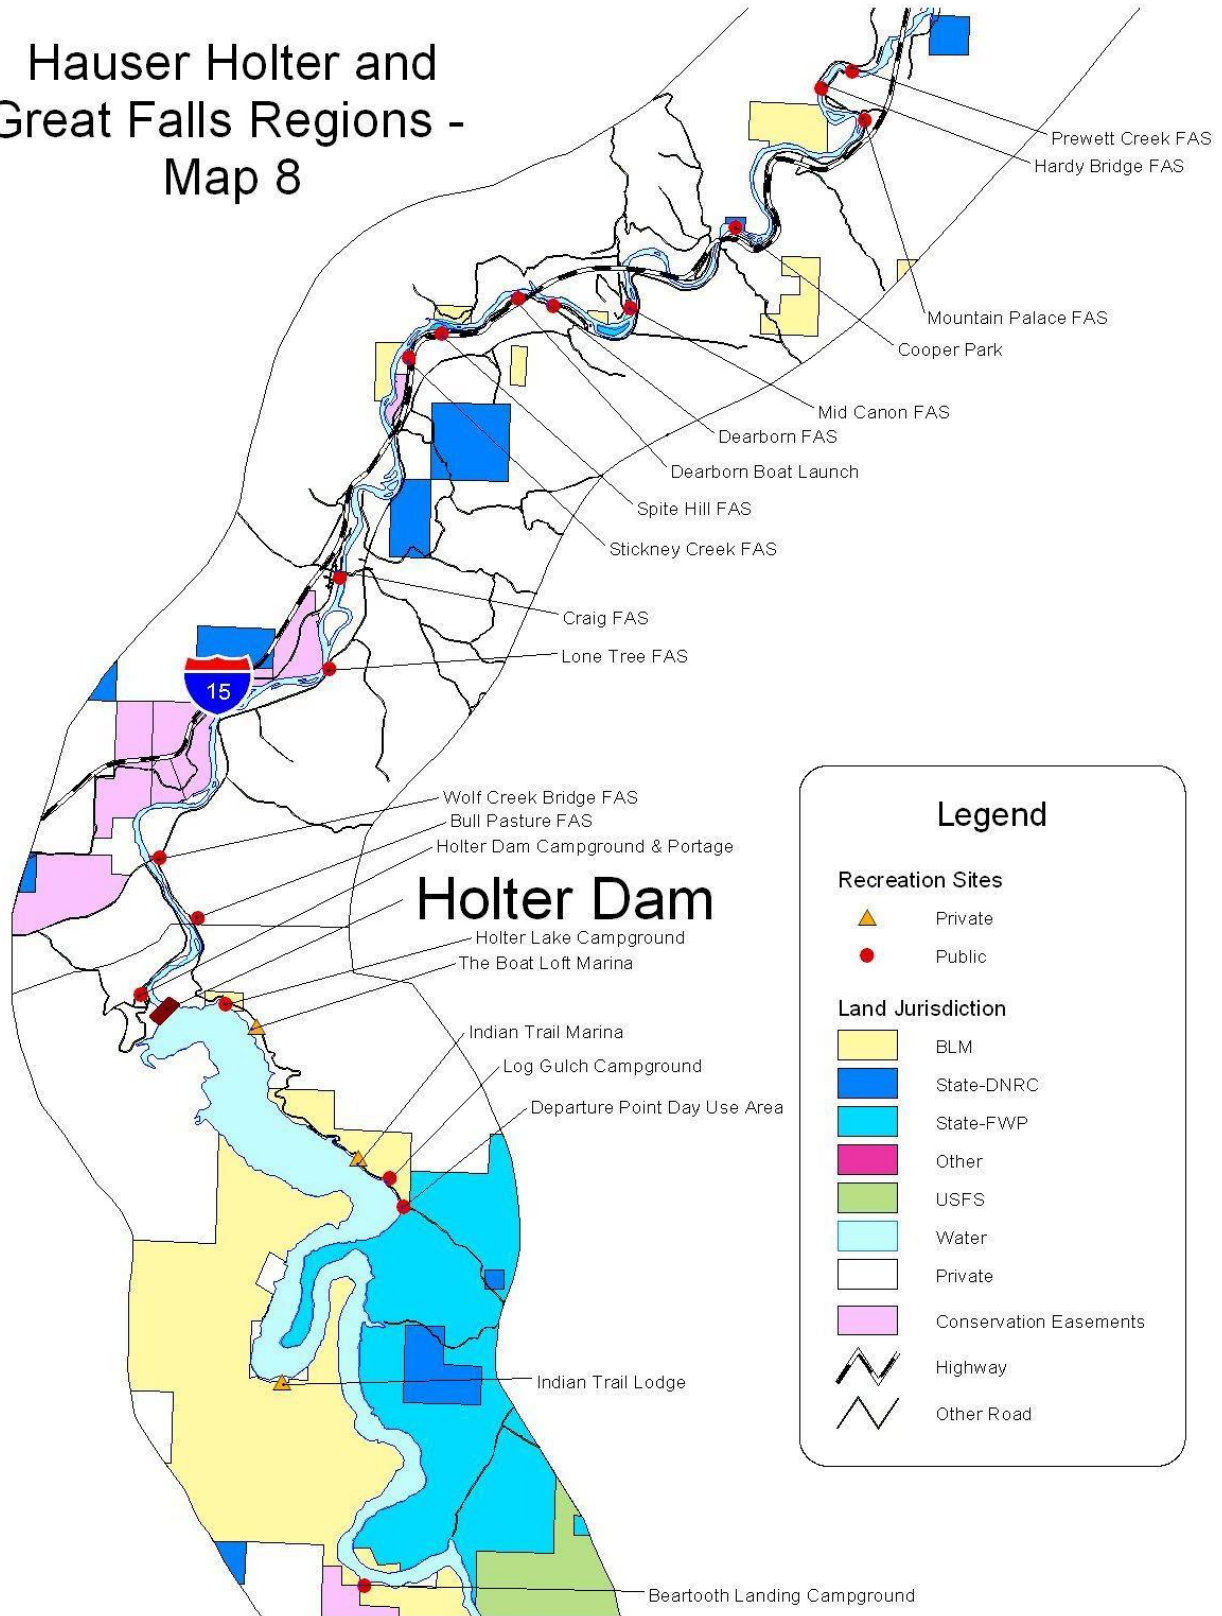 Hauser Holter and
Great Falls Regions -
Map 8
Prewett Creek FAS
Hardy Bridge FAS
Mountain Palace FAS
Cooper Park
Mid Canon FAS
Dearborn FAS
Dearborn Boat Launch
Spite Hill FAS
Stickney Creek FAS
Craig FAS
Lone Tree FAS
15
Wolf Creek Bridge FAS
Bull Pasture FAS
Holter Dam Campground & Portage
Holter Dam
Holter Lake Campground
The Boat Loft Marina
Indian Trail Marina
Log Gulch Campground
Departure Point Day Use Area
Indian Trail Lodge
Beartooth Landing Campground
Legend
Recreation Sites
Private
Public
Land Jurisdiction
BLM
State-DNRC
State-FWP
Other
USFS
Water
Private
Conservation Easements
Highway
Other Road